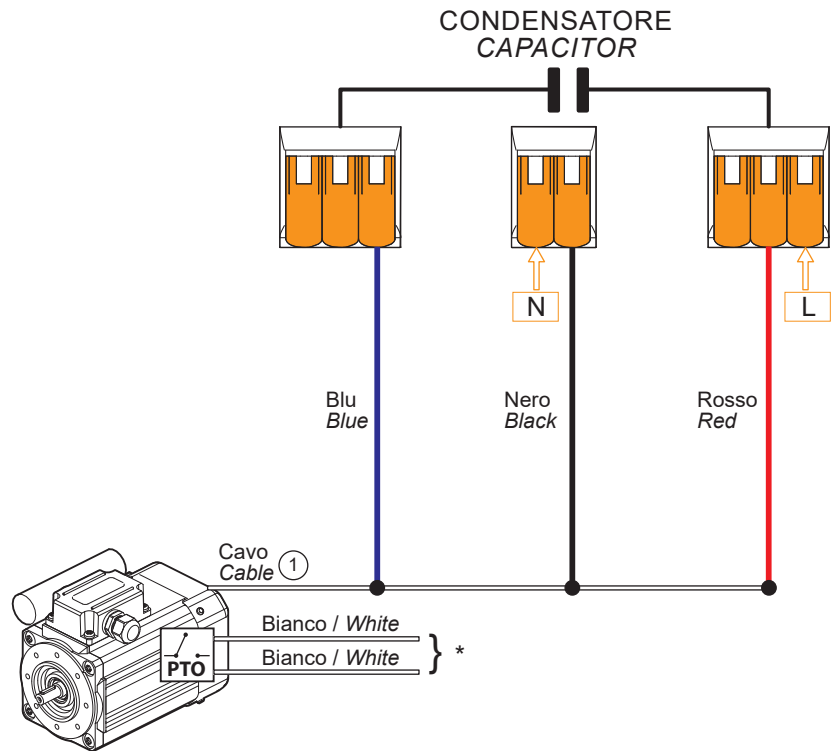 CONDENSATORE
CAPACITOR
N
L
Blu
Blue
Nero
Black
Rosso
Red
Cavo
Cable 1
Bianco / White
Bianco / White
} *
PTO